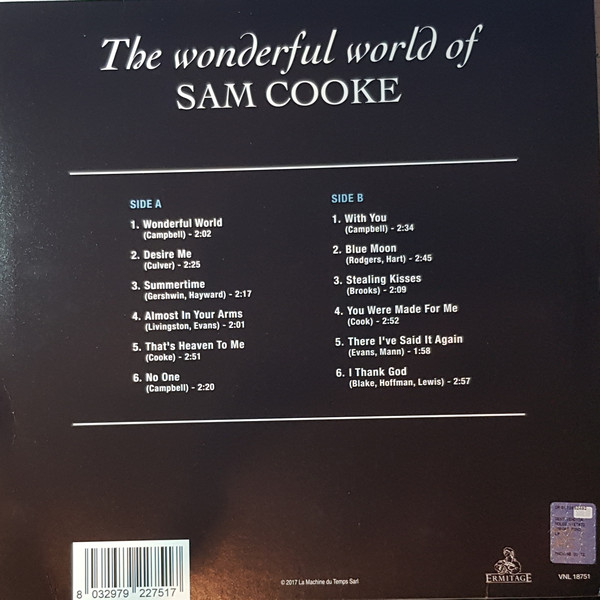 The wonderful world of
SAM COOKE
SIDE A
1. Wonderful World
(Campbell) - 2:02
2. Desire Me
(Culver) - 2:25
3. Summertime
(Gershwin, Hayward) - 2:17
4. Almost In Your Arms
(Livingston, Evans) - 2:01
5. That's Heaven To Me
(Cooke) - 2:51
6. No One
(Campbell) - 2:20
SIDE B
1. With You
(Campbell) - 2:34
2. Blue Moon
(Rodgers, Hart) - 2:45
3. Stealing Kisses
(Brooks) - 2:09
4. You Were Made For Me
(Cook) - 2:52
5. There I've Said It Again
(Evans, Mann) - 1:58
6. I Thank God
(Blake, Hoffman, Lewis) - 2:57
8 032979 227517
© 2017 La Machine du Temps Sarl
ERMITAGE
VNL 18751